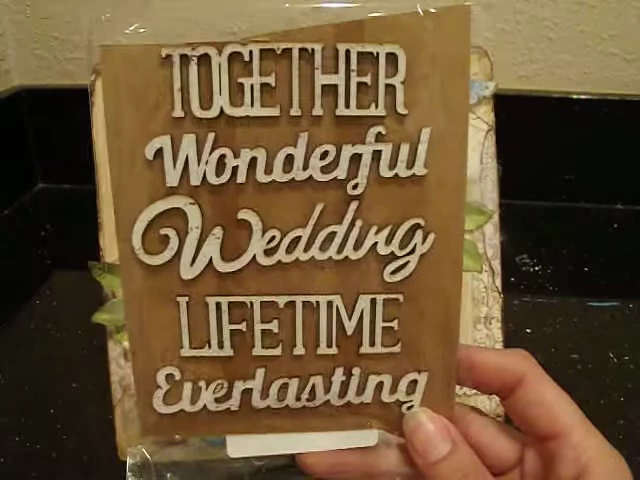 TOGETHER
Wonderful
Wedding
LIFETIME
Everlasting